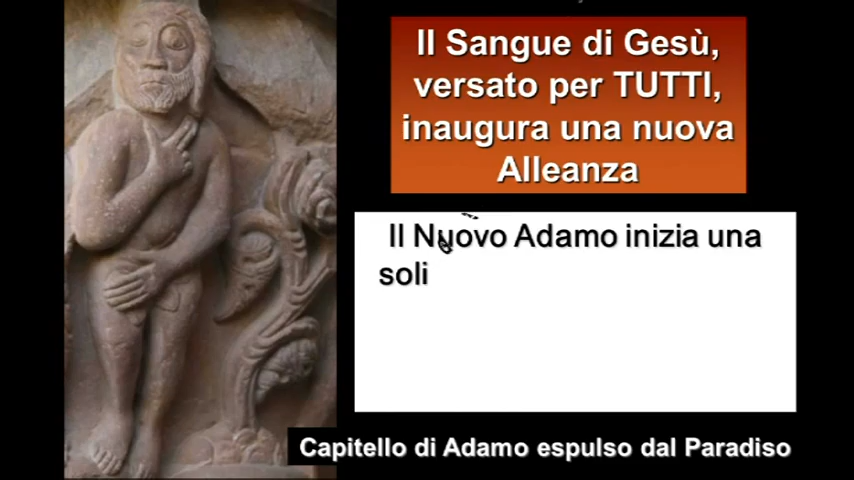 Il Sangue di Gesù,
versato per TUTTI,
inaugura una nuova
Alleanza
Il Nuovo Adamo inizia una
soli
Capitello di Adamo espulso dal Paradiso